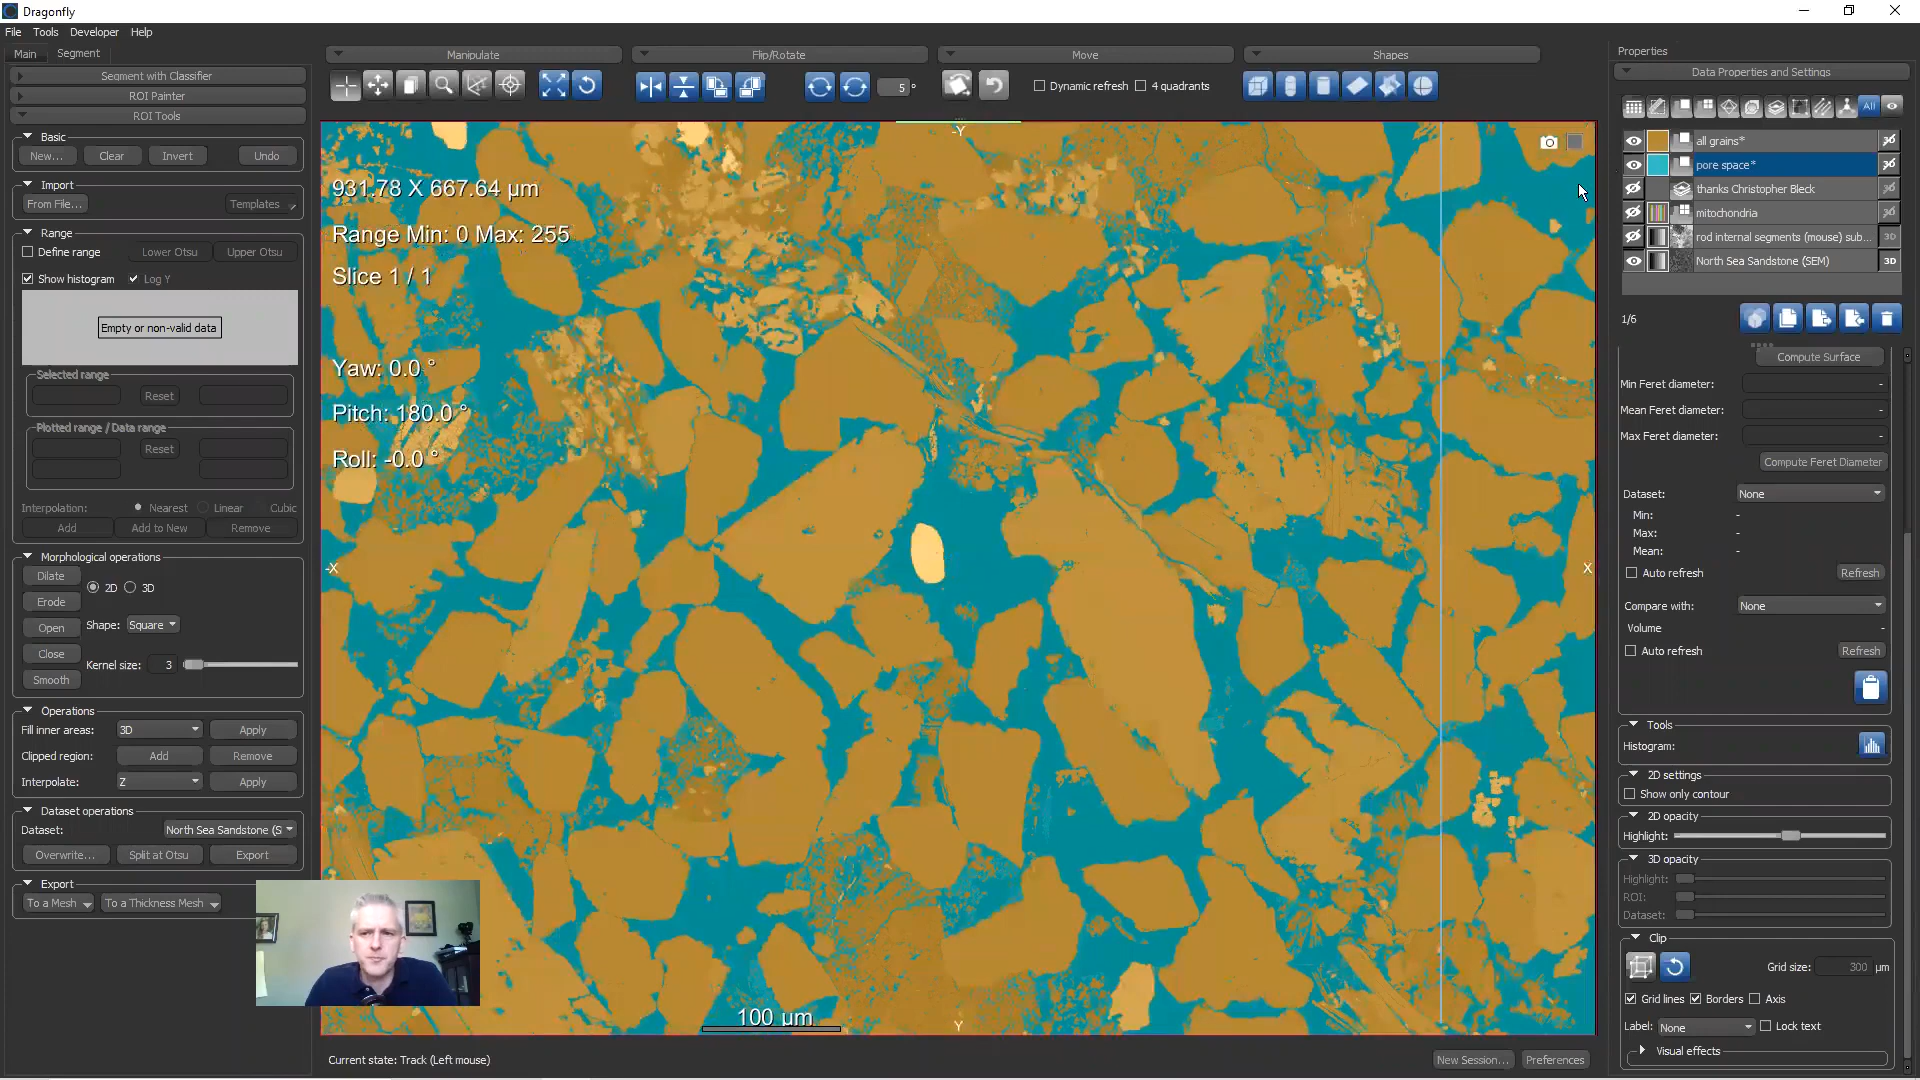 Dragonfly
File Tools Developer Help
Main Segment
Segment with Classifier
ROI Painter
ROI Tools
Basic
New... Clear Invert Undo
Import
From File... Templates
Range
Define range Lower Otsu Upper Otsu
Show histogram Log Y
Empty or non-valid data
Selected range
Reset
Plotted range / Data range
Reset
Interpolation: Nearest Linear Cubic
Add Add to New Remove
Morphological operations
Dilate 2D 3D
Erode
Open Shape: Square
Close
Kernel size: 3
Smooth
Operations
Fill inner areas: 3D Apply
Clipped region: Add Remove
Interpolate: Z Apply
Dataset operations
Dataset: North Sea Sandstone (S
Overwrite... Split at Otsu Export
Export
To a Mesh To a Thickness Mesh
Manipulate Flip/Rotate Move Shapes
5 °
Dynamic refresh 4 quadrants
-Y
931.78 X 667.64 µm
Range Min: 0 Max: 255
Slice 1 / 1
Yaw: 0.0 °
Pitch: 180.0 °
Roll: -0.0 °
-X X
100 µm
Y
Current state: Track (Left mouse)
New Session... Preferences
Properties
Data Properties and Settings
All
all grains*
pore space*
thanks Christopher Bleck
mitochondria
rod internal segments (mouse) sub... 3D
North Sea Sandstone (SEM) 3D
1/6
Compute Surface
Min Feret diameter: -
Mean Feret diameter: -
Max Feret diameter: -
Compute Feret Diameter
Dataset: None
Min: -
Max: -
Mean: -
Auto refresh Refresh
Compare with: None
Volume -
Auto refresh Refresh
Tools
Histogram:
2D settings
Show only contour
2D opacity
Highlight:
3D opacity
Highlight:
ROI:
Dataset:
Clip
Grid size: 300 µm
Grid lines Borders Axis
Label: None Lock text
Visual effects